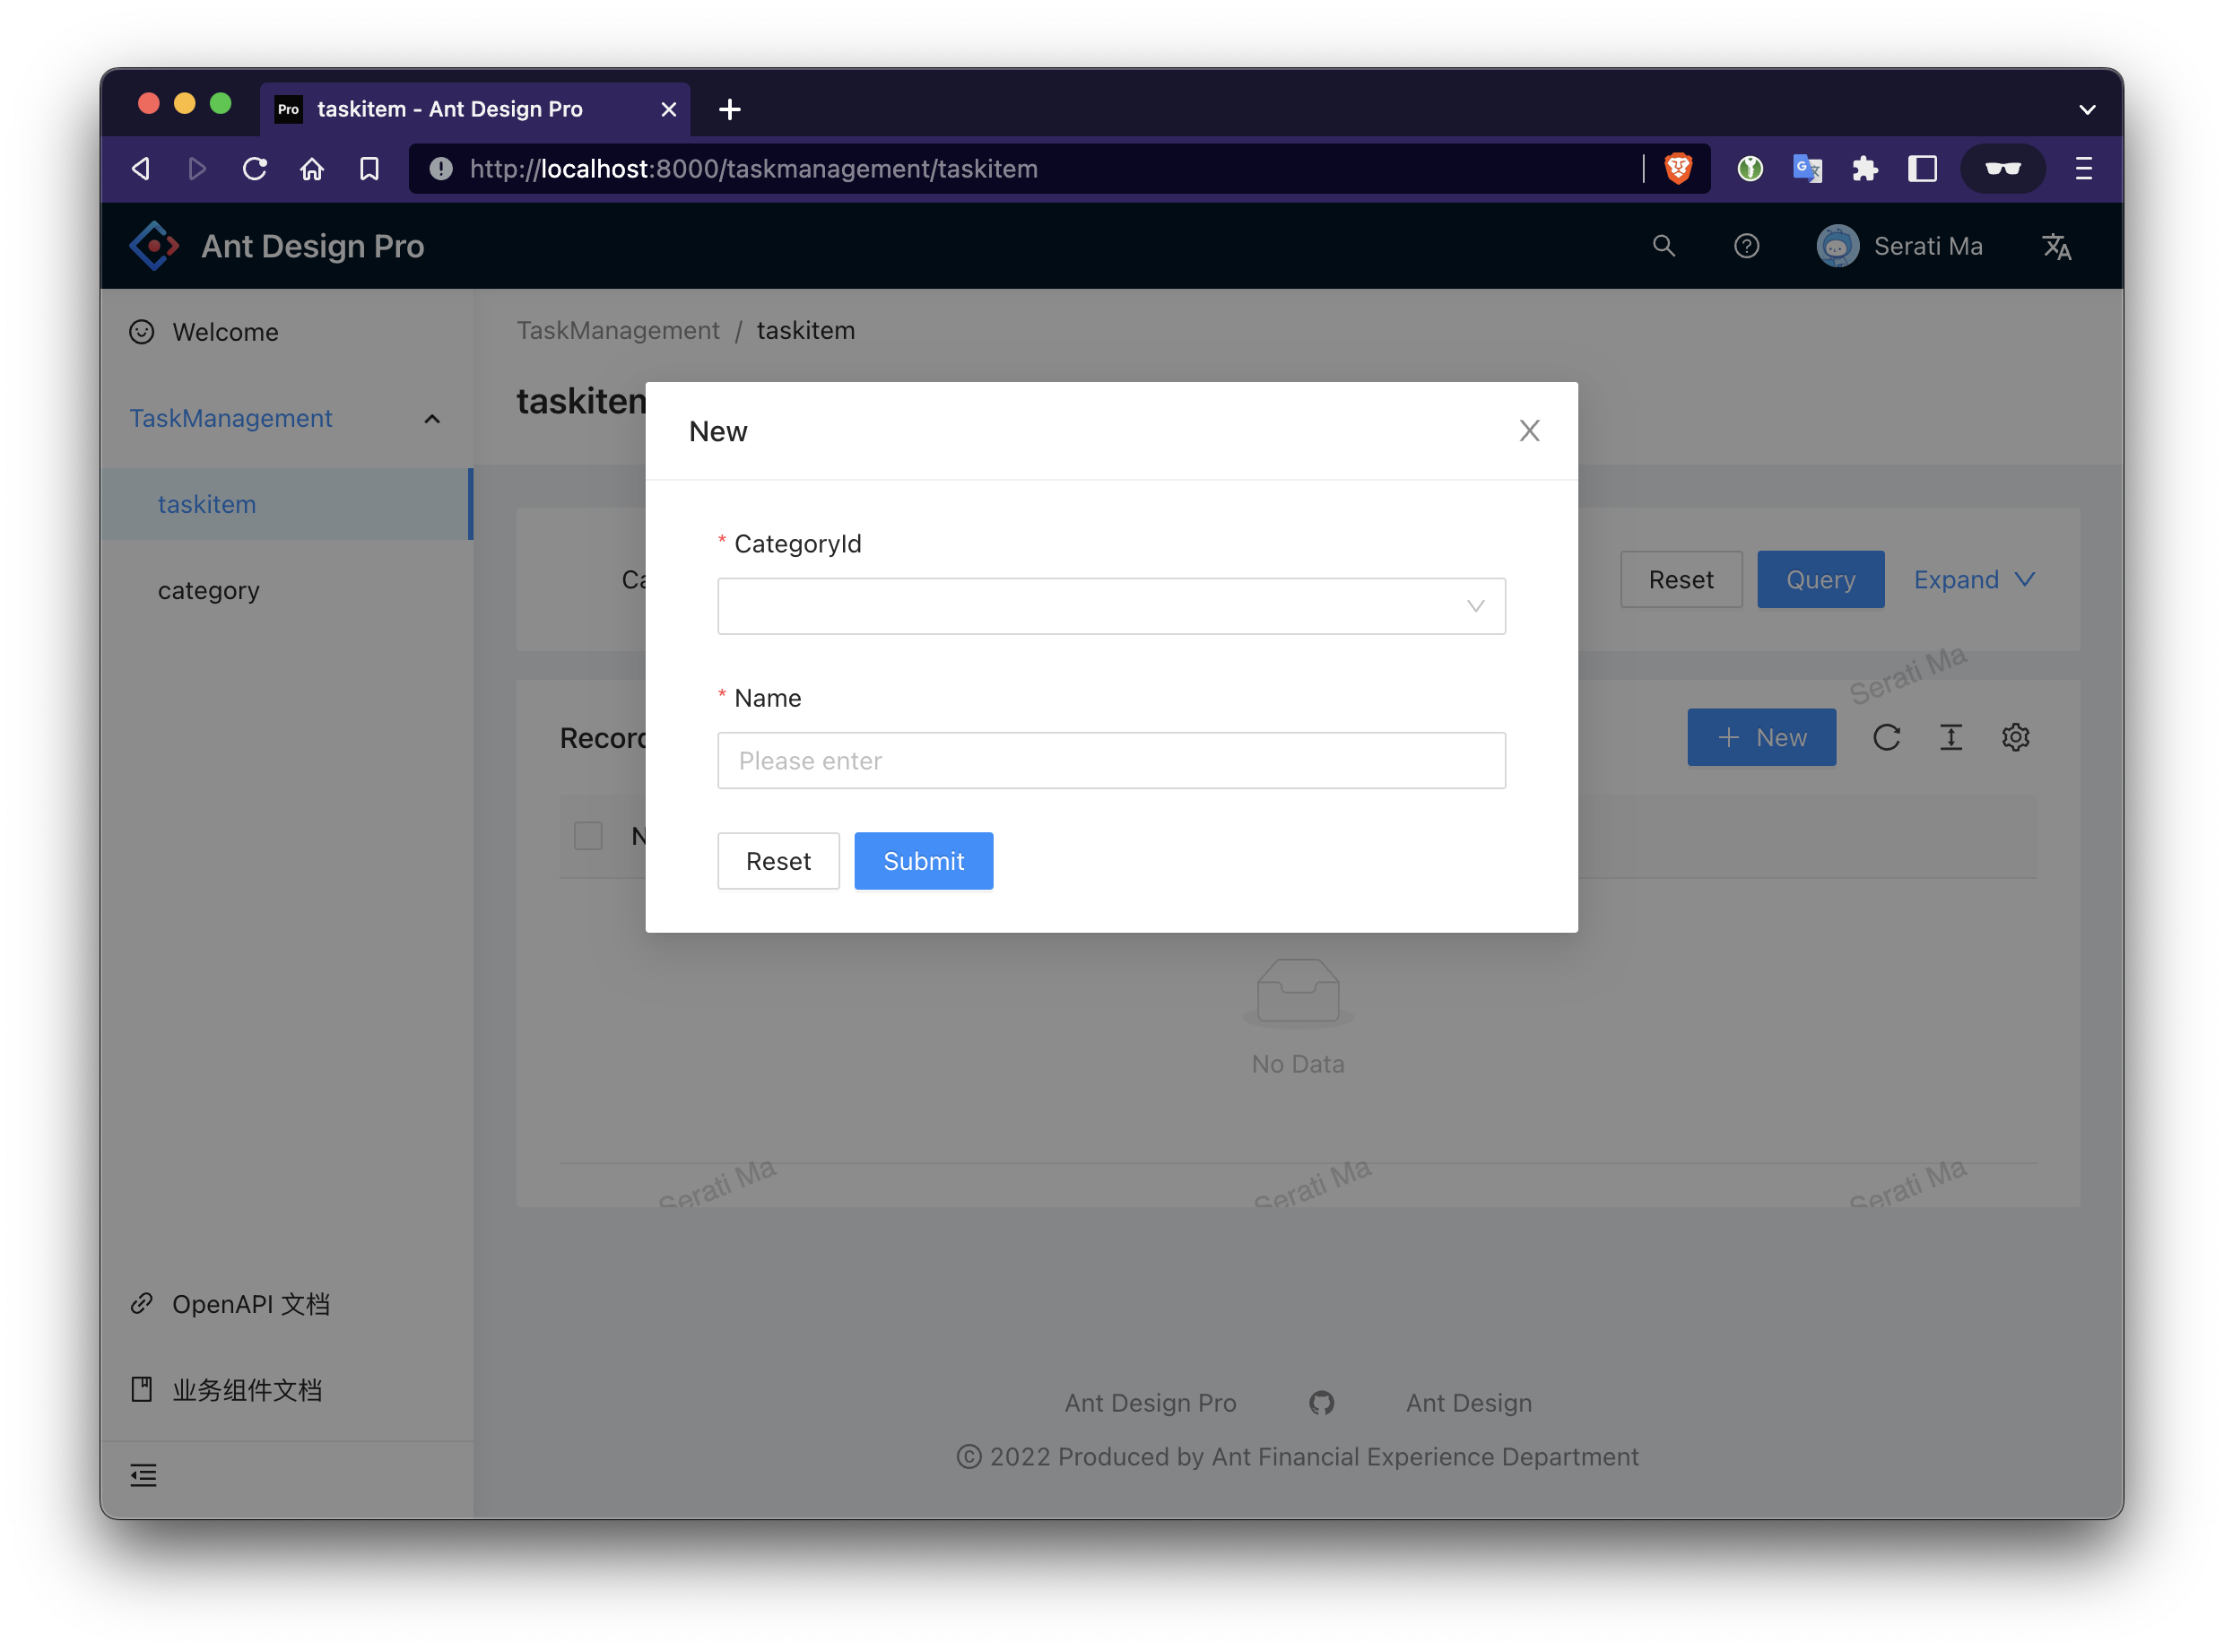 Pro taskitem - Ant Design Pro
http://localhost:8000/taskmanagement/taskitem
Ant Design Pro
Serati Ma
Welcome
TaskManagement
taskitem
category
OpenAPI 文档
业务组件文档
TaskManagement / taskitem
New
* CategoryId
* Name
Please enter
Reset Submit
Reset Query Expand
Serati Ma
New
No Data
Serati Ma Serati Ma Serati Ma
Ant Design Pro Ant Design
© 2022 Produced by Ant Financial Experience Department